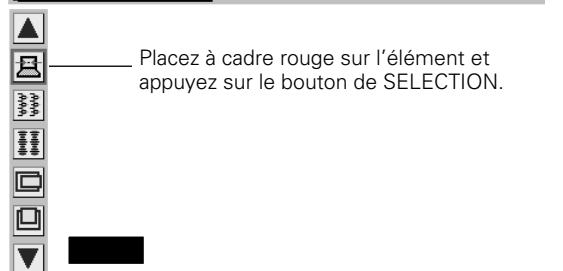 Placez à cadre rouge sur l'élément et
appuyez sur le bouton de SELECTION.